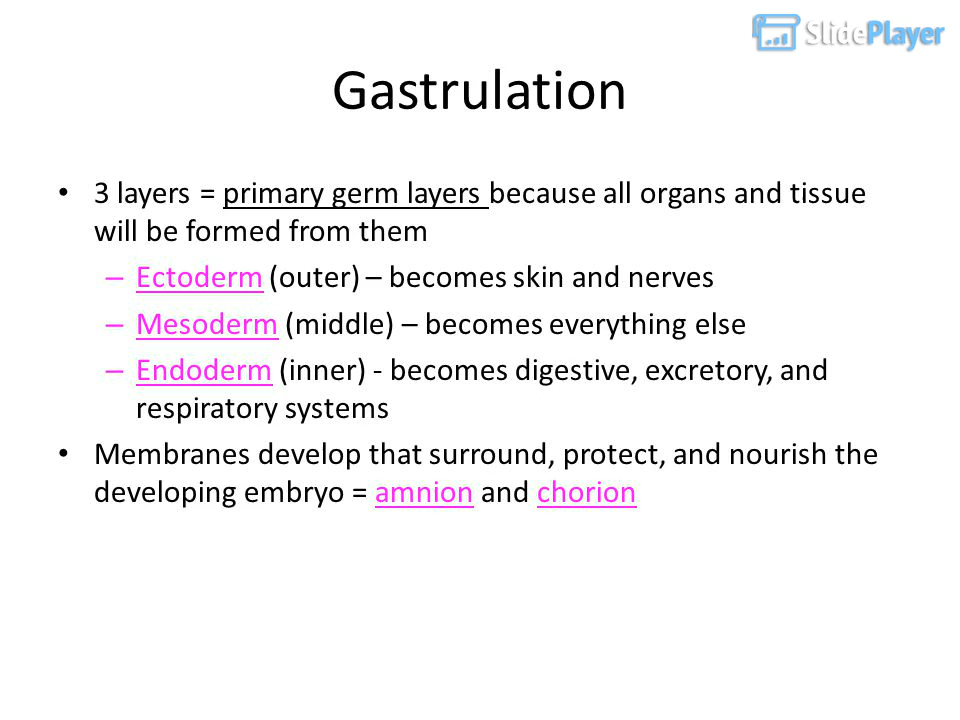 SlidePlayer
Gastrulation
• 3 layers = primary germ layers because all organs and tissue
will be formed from them
– Ectoderm (outer) – becomes skin and nerves
– Mesoderm (middle) – becomes everything else
– Endoderm (inner) - becomes digestive, excretory, and
respiratory systems
• Membranes develop that surround, protect, and nourish the
developing embryo = amnion and chorion